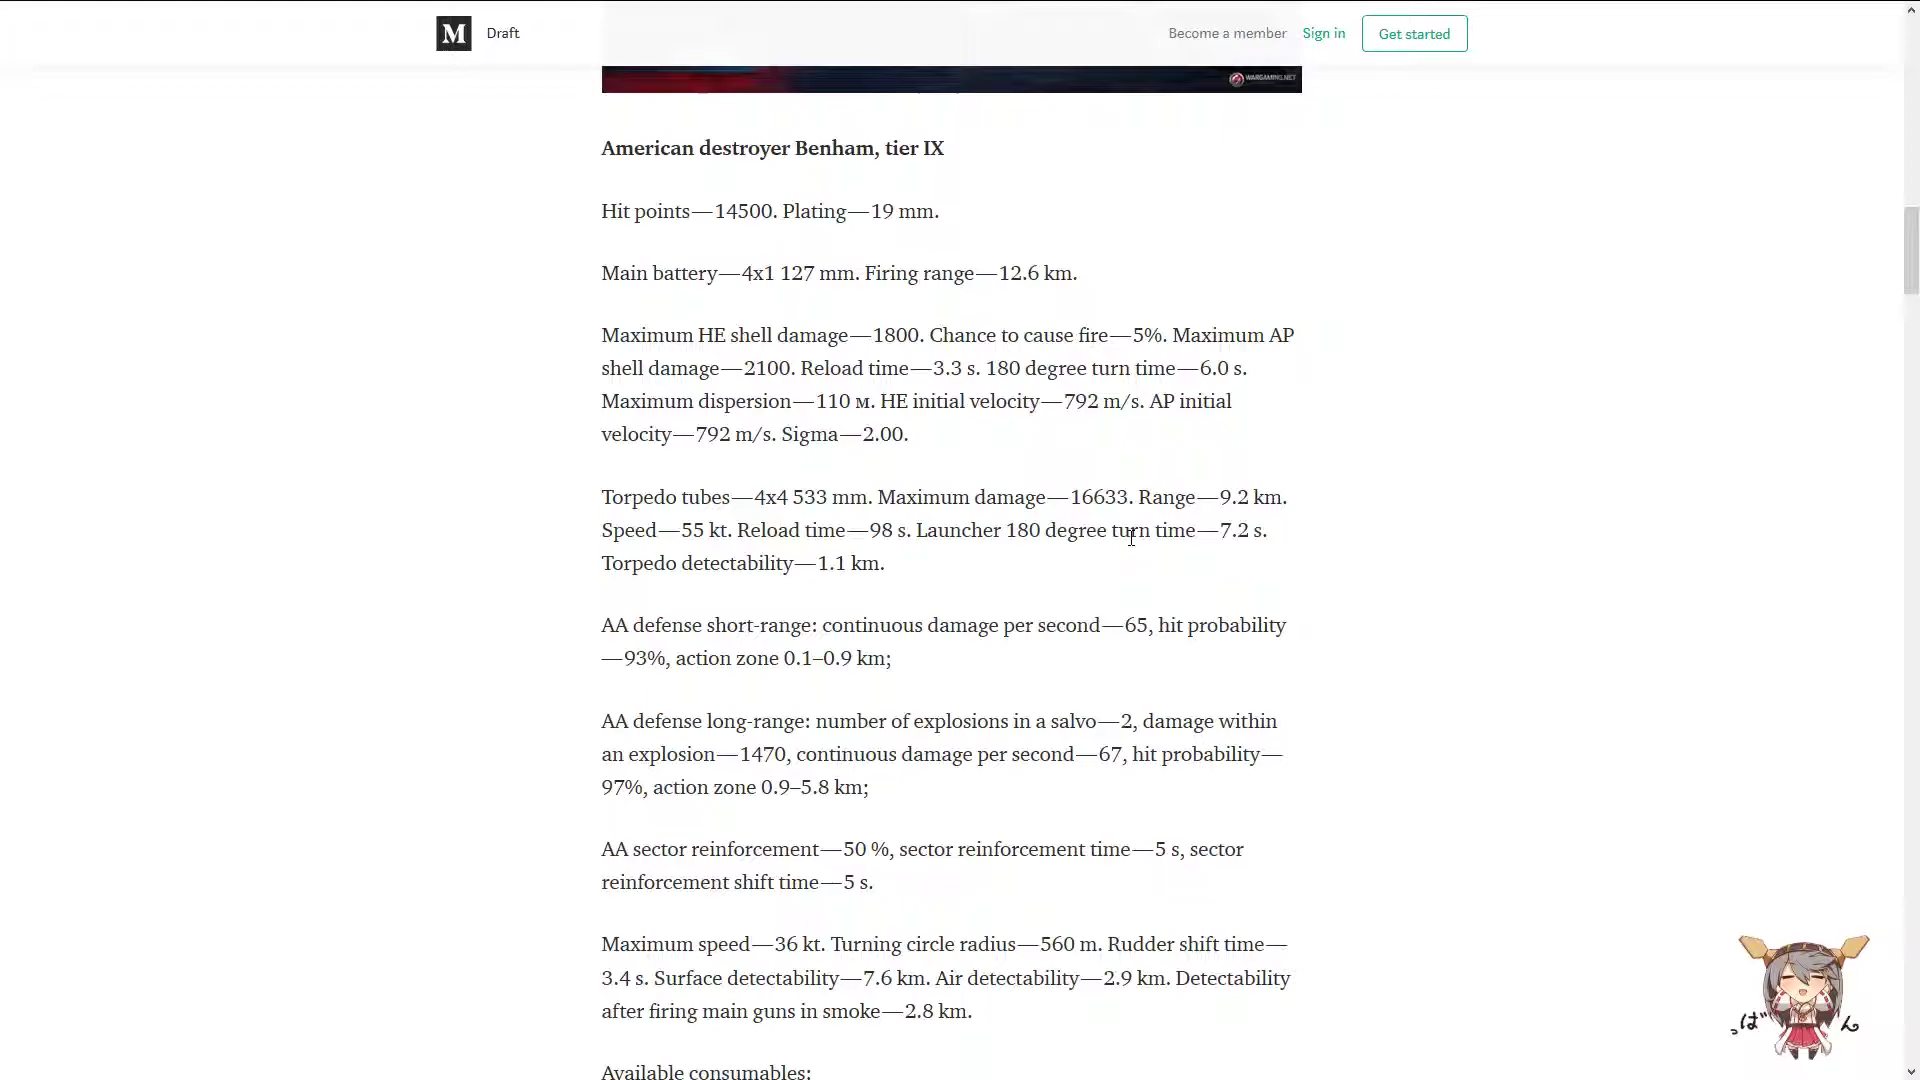 M Draft
Become a member Sign in Get started
WARGAMING.NET
American destroyer Benham, tier IX
Hit points—14500. Plating—19 mm.
Main battery—4x1 127 mm. Firing range—12.6 km.
Maximum HE shell damage—1800. Chance to cause fire—5%. Maximum AP
shell damage—2100. Reload time—3.3 s. 180 degree turn time—6.0 s.
Maximum dispersion—110 м. HE initial velocity—792 m/s. AP initial
velocity—792 m/s. Sigma—2.00.
Torpedo tubes—4x4 533 mm. Maximum damage—16633. Range—9.2 km.
Speed—55 kt. Reload time—98 s. Launcher 180 degree turn time—7.2 s.
Torpedo detectability—1.1 km.
AA defense short-range: continuous damage per second—65, hit probability
—93%, action zone 0.1–0.9 km;
AA defense long-range: number of explosions in a salvo—2, damage within
an explosion—1470, continuous damage per second—67, hit probability—
97%, action zone 0.9–5.8 km;
AA sector reinforcement—50 %, sector reinforcement time—5 s, sector
reinforcement shift time—5 s.
Maximum speed—36 kt. Turning circle radius—560 m. Rudder shift time—
3.4 s. Surface detectability—7.6 km. Air detectability—2.9 km. Detectability
after firing main guns in smoke—2.8 km.
っぱ ん
Available consumables: